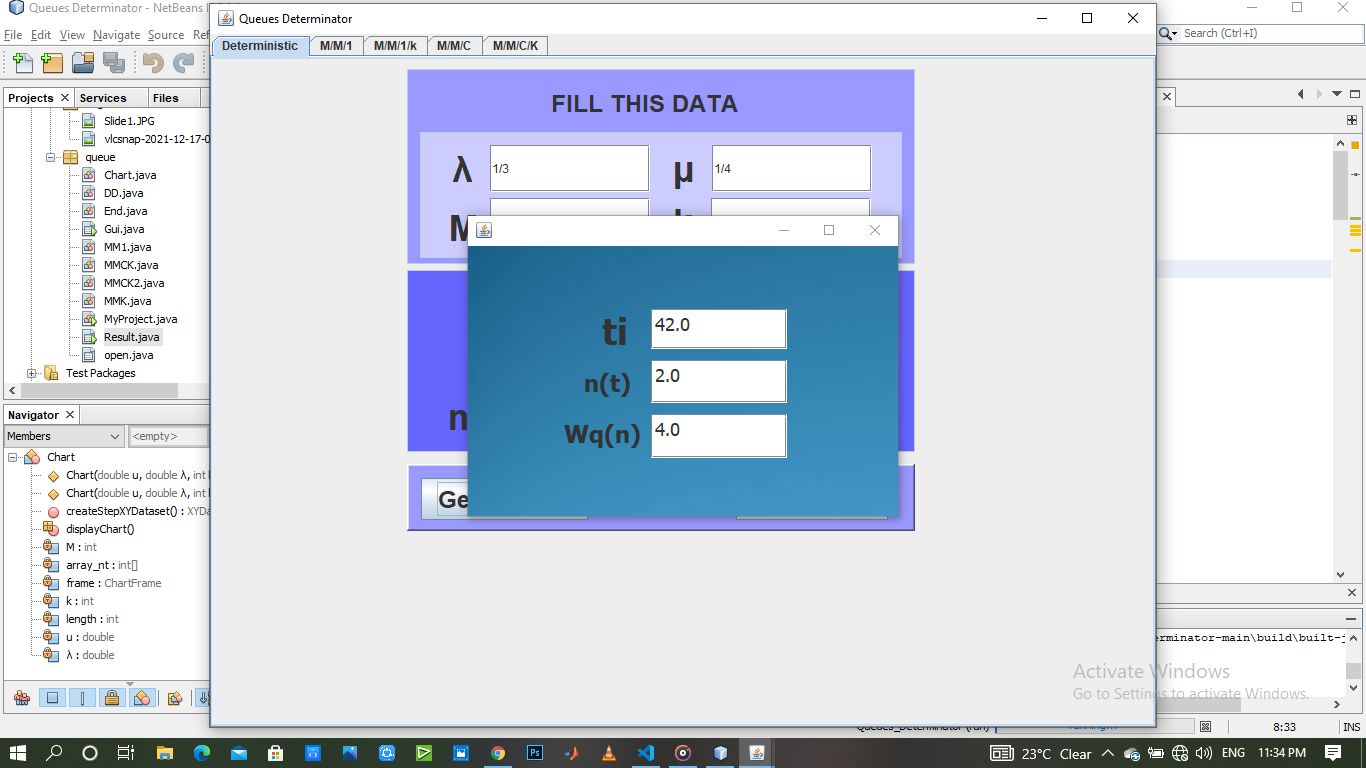 Queues Determinator - NetBeans
Queues Determinator
File Edit View Navigate Source Ref
Search (Ctrl+I)
Deterministic M/M/1 M/M/1/k M/M/C M/M/C/K
Projects Services Files
FILL THIS DATA
Slide1.JPG
vlcsnap-2021-12-17-0
queue
λ 1/3 μ 1/4
Chart.java
DD.java
End.java
Gui.java
M
MM1.java
MMCK.java
MMCK2.java
MMK.java
MyProject.java
Result.java
open.java
Test Packages
ti 42.0
n(t) 2.0
Wq(n) 4.0
n
Ge
Navigator
Members <empty>
Chart
Chart(double u, double λ, int
Chart(double u, double λ, int
createStepXYDataset() : XYDa
displayChart()
M : int
array_nt : int[]
frame : ChartFrame
k : int
length : int
u : double
λ : double
erminator-main\build\built-j
Activate Windows
Go to Settings to activate Windows.
Queues_Determinator (run) running...
8:33 INS
23°C Clear ENG 11:34 PM